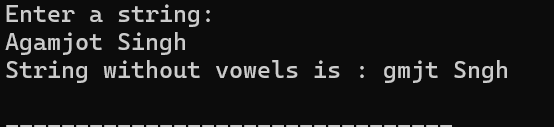 Enter a string:
Agamjot Singh
String without vowels is : gmjt Sngh
--------------------------------